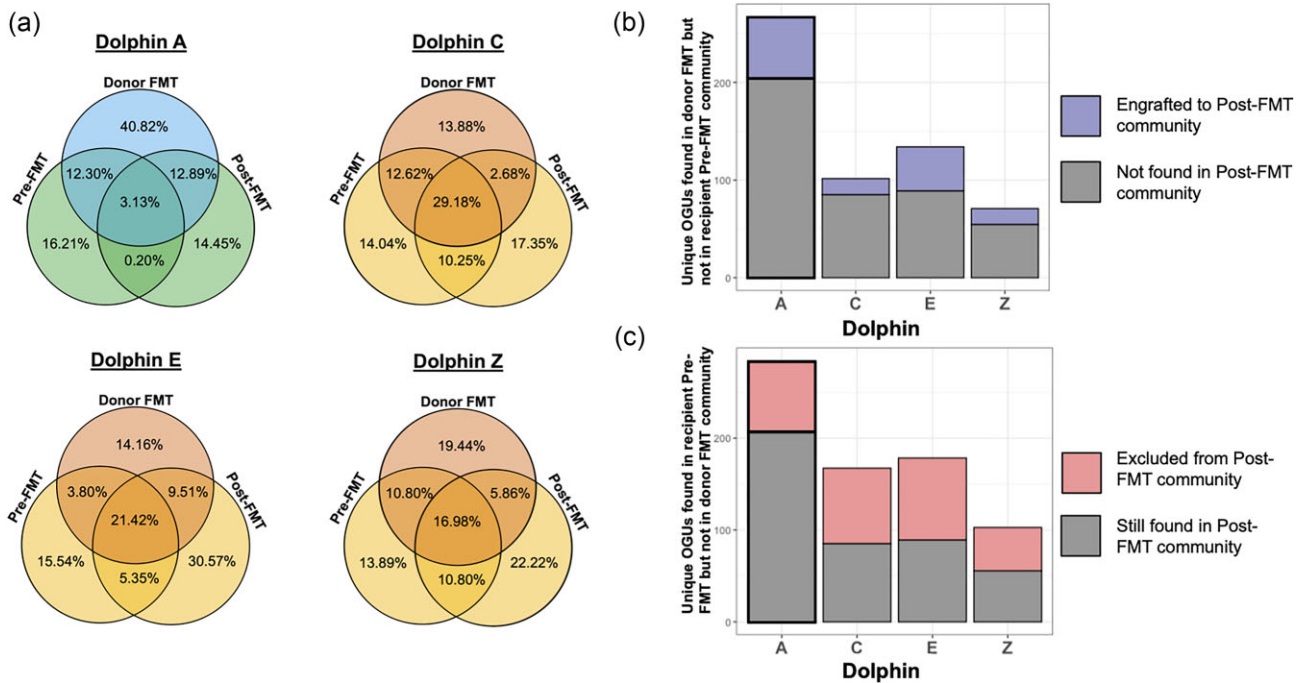 (a)
Dolphin A
Donor FMT
40.82%
Pre-FMT
Post-FMT
12.30%
12.89%
3.13%
16.21%
14.45%
0.20%
Dolphin C
Donor FMT
13.88%
Pre-FMT
Post-FMT
12.62%
2.68%
29.18%
14.04%
17.35%
10.25%
Dolphin E
Donor FMT
14.16%
Pre-FMT
Post-FMT
3.80%
9.51%
21.42%
15.54%
30.57%
5.35%
Dolphin Z
Donor FMT
19.44%
Pre-FMT
Post-FMT
10.80%
5.86%
16.98%
13.89%
22.22%
10.80%
(b)
Unique OGUs found in donor FMT but
not in recipient Pre-FMT community
200
100
0
A C E Z
Dolphin
Engrafted to Post-FMT
community
Not found in Post-FMT
community
(c)
Unique OGUs found in recipient Pre-
FMT but not in donor FMT community
200
100
0
A C E Z
Dolphin
Excluded from Post-
FMT community
Still found in Post-
FMT community